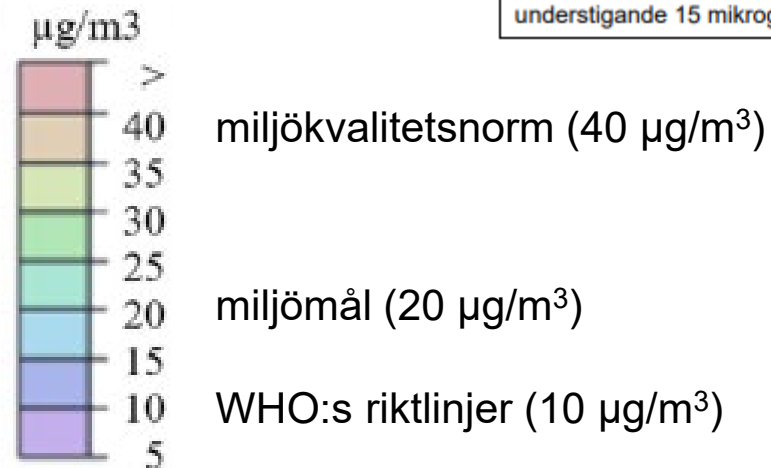 understigande 15
µg/m3
>
40 miljökvalitetsnorm (40 µg/m³)
35
30
25
20 miljömål (20 µg/m³)
15
10 WHO:s riktlinjer (10 µg/m³)
5